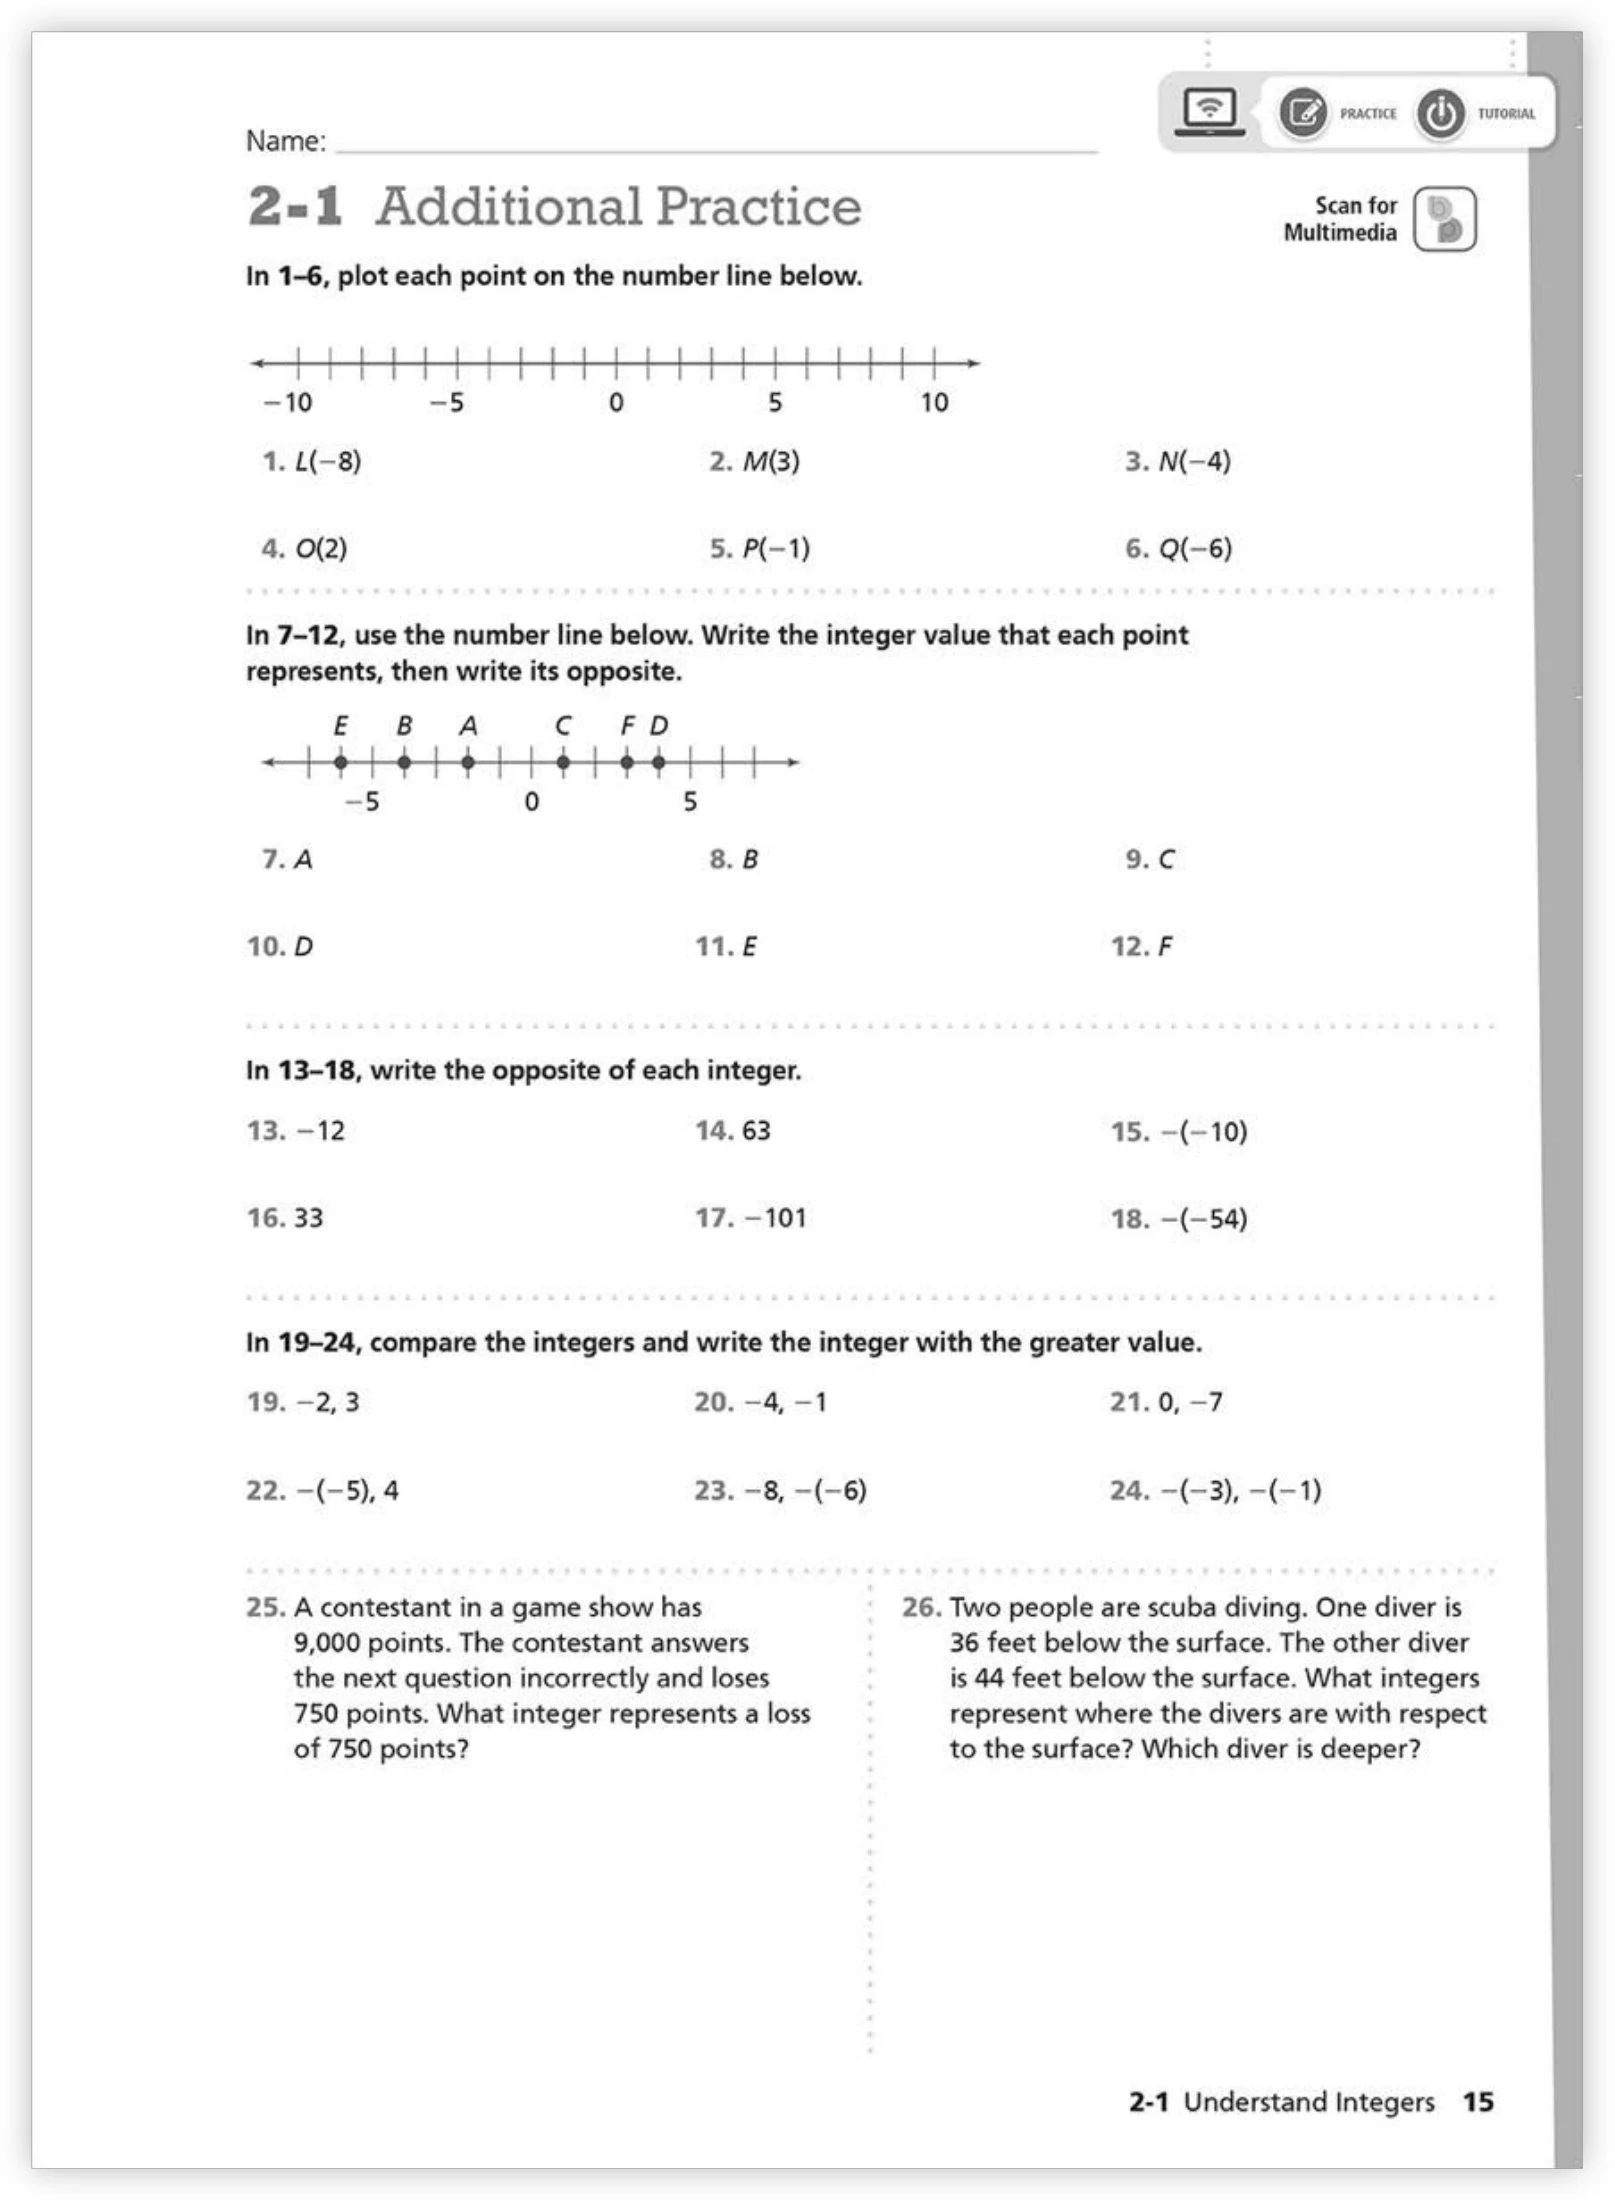 PRACTICE TUTORIAL
Name:
2-1 Additional Practice
Scan for
Multimedia
In 1–6, plot each point on the number line below.
−10 −5 0 5 10
1. L(−8) 2. M(3) 3. N(−4)
4. O(2) 5. P(−1) 6. Q(−6)
In 7–12, use the number line below. Write the integer value that each point
represents, then write its opposite.
E B A C F D
−5 0 5
7. A 8. B 9. C
10. D 11. E 12. F
In 13–18, write the opposite of each integer.
13. −12 14. 63 15. −(−10)
16. 33 17. −101 18. −(−54)
In 19–24, compare the integers and write the integer with the greater value.
19. −2, 3 20. −4, −1 21. 0, −7
22. −(−5), 4 23. −8, −(−6) 24. −(−3), −(−1)
25. A contestant in a game show has
9,000 points. The contestant answers
the next question incorrectly and loses
750 points. What integer represents a loss
of 750 points?
26. Two people are scuba diving. One diver is
36 feet below the surface. The other diver
is 44 feet below the surface. What integers
represent where the divers are with respect
to the surface? Which diver is deeper?
2-1 Understand Integers 15